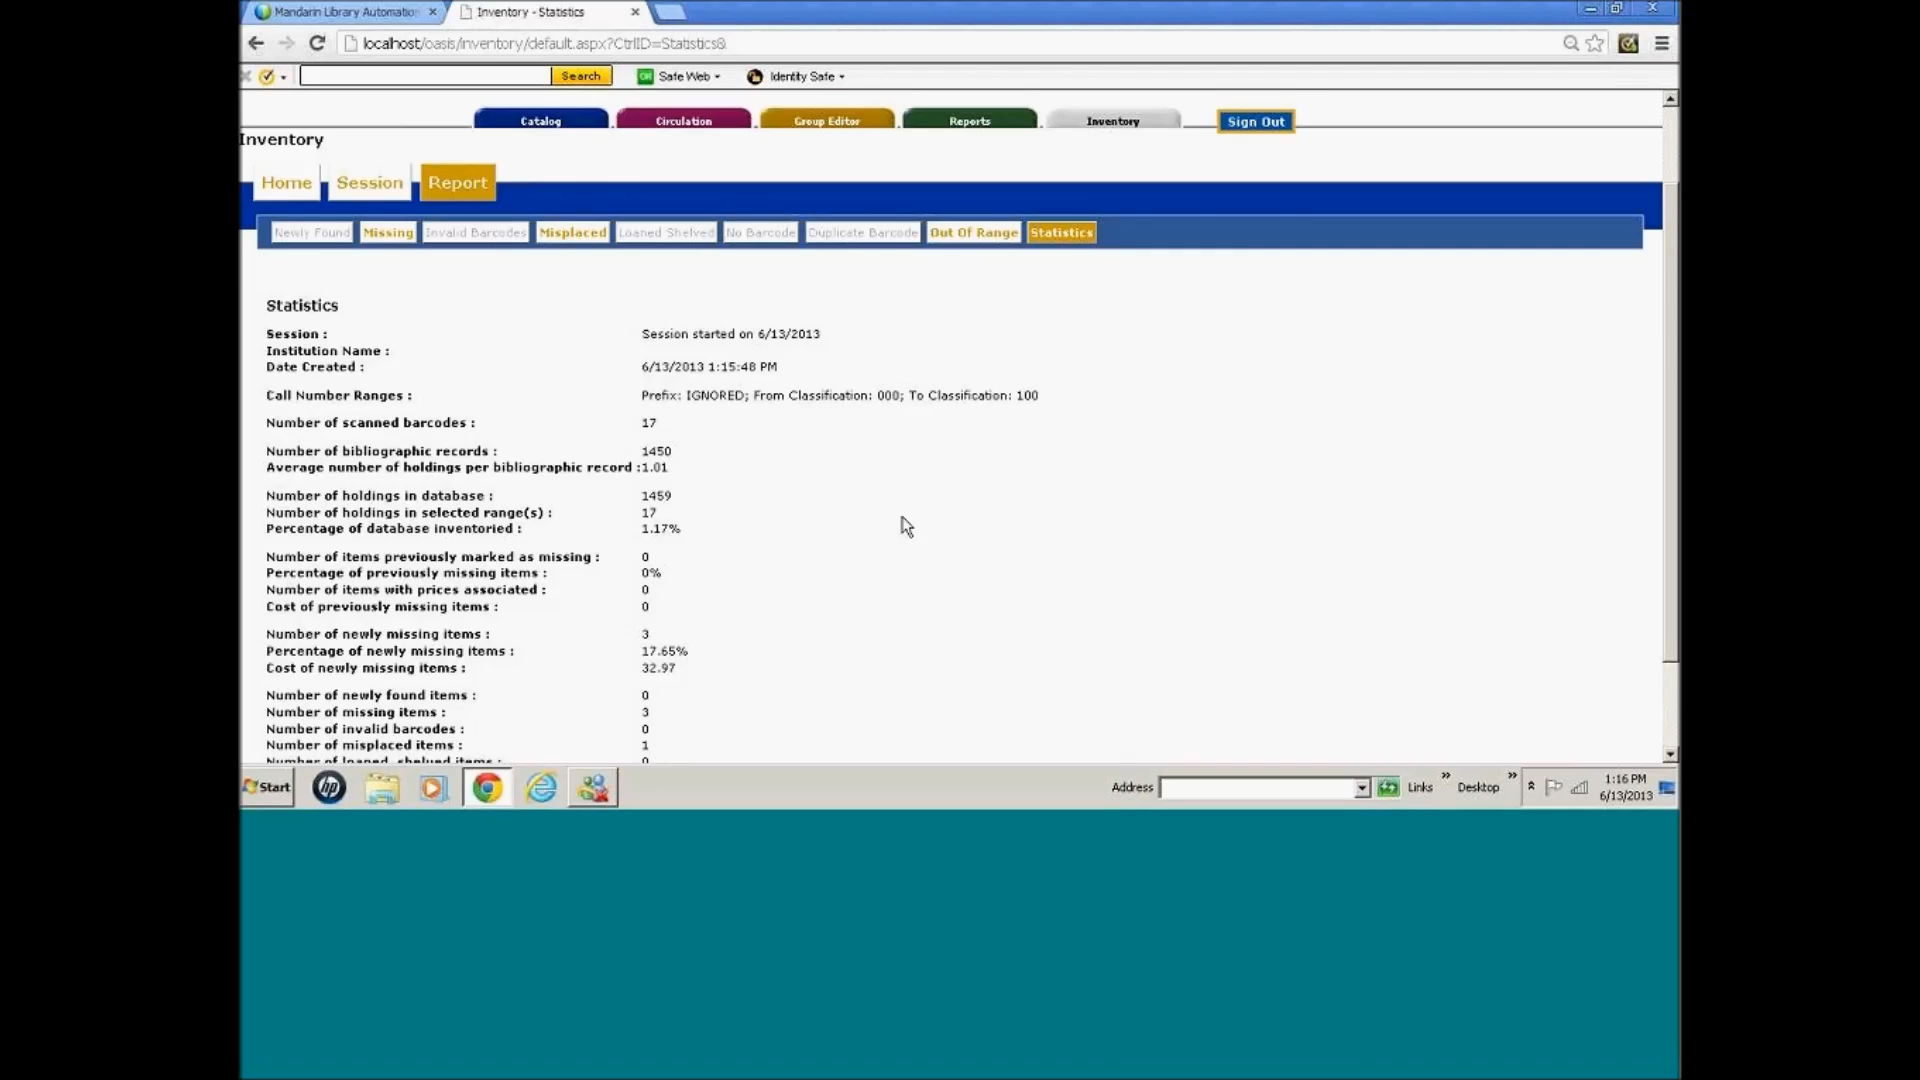 Mandarin Library Automation
Inventory - Statistics
localhost/oasis/inventory/default.aspx?CtrlID=Statistics&
Search
Safe Web
Identity Safe
Catalog
Circulation
Group Editor
Reports
Inventory
Sign Out
Inventory
Home
Session
Report
Newly Found
Missing
Invalid Barcodes
Misplaced
Loaned Shelved
No Barcode
Duplicate Barcode
Out Of Range
Statistics
Statistics
Session : Session started on 6/13/2013
Institution Name :
Date Created : 6/13/2013 1:15:48 PM
Call Number Ranges : Prefix: IGNORED; From Classification: 000; To Classification: 100
Number of scanned barcodes : 17
Number of bibliographic records : 1450
Average number of holdings per bibliographic record : 1.01
Number of holdings in database : 1459
Number of holdings in selected range(s) : 17
Percentage of database inventoried : 1.17%
Number of items previously marked as missing : 0
Percentage of previously missing items : 0%
Number of items with prices associated : 0
Cost of previously missing items : 0
Number of newly missing items : 3
Percentage of newly missing items : 17.65%
Cost of newly missing items : 32.97
Number of newly found items : 0
Number of missing items : 3
Number of invalid barcodes : 0
Number of misplaced items : 1
Number of loaned, shelved items : 0
Start
hp
Address
Links
Desktop
1:16 PM
6/13/2013